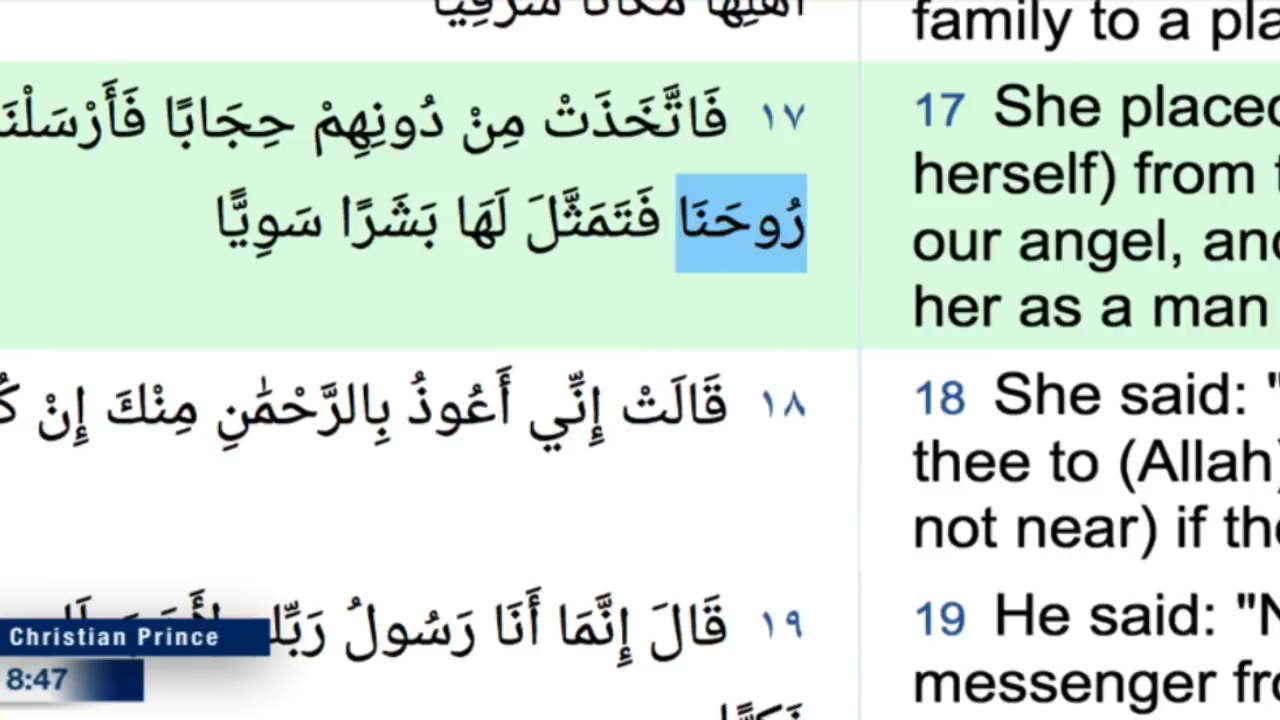 أَهْلِهَا مَكَانًا شَرْقِيًّا
١٧ فَاتَّخَذَتْ مِنْ دُونِهِمْ حِجَابًا فَأَرْسَلْنَا
رُوحَنَا فَتَمَثَّلَ لَهَا بَشَرًا سَوِيًّا
١٨ قَالَتْ إِنِّي أَعُوذُ بِالرَّحْمَٰنِ مِنْكَ إِنْ
١٩ قَالَ إِنَّمَا أَنَا رَسُولُ
family to a pla
17 She placed
herself) from
our angel, and
her as a man
18 She said: "
thee to (Allah)
not near) if the
19 He said: "N
messenger fro
Christian Prince
8:47